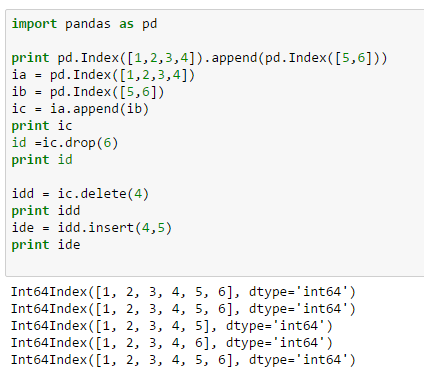 import pandas as pd
print pd.Index([1,2,3,4]).append(pd.Index([5,6]))
ia = pd.Index([1,2,3,4])
ib = pd.Index([5,6])
ic = ia.append(ib)
print ic
id =ic.drop(6)
print id
idd = ic.delete(4)
print idd
ide = idd.insert(4,5)
print ide
Int64Index([1, 2, 3, 4, 5, 6], dtype='int64')
Int64Index([1, 2, 3, 4, 5, 6], dtype='int64')
Int64Index([1, 2, 3, 4, 5], dtype='int64')
Int64Index([1, 2, 3, 4, 6], dtype='int64')
Int64Index([1, 2, 3, 4, 5, 6], dtype='int64')